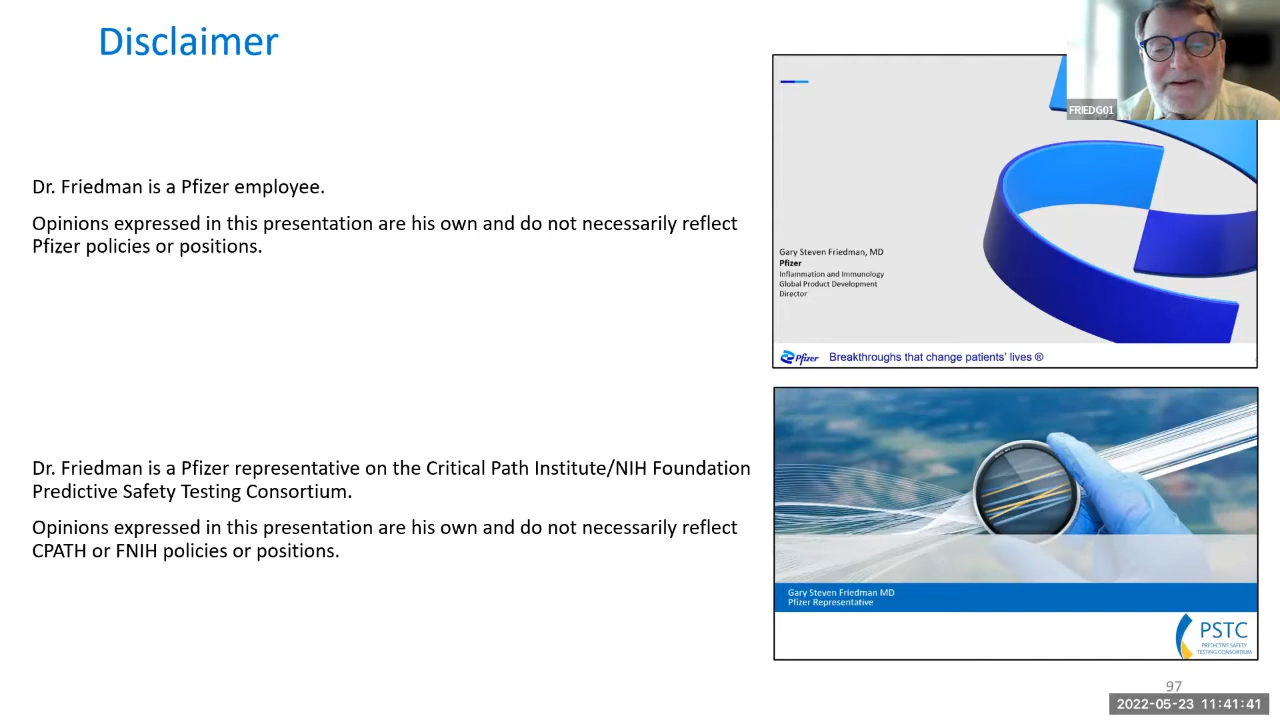 Disclaimer
FRIEDG01
Dr. Friedman is a Pfizer employee.
Opinions expressed in this presentation are his own and do not necessarily reflect
Pfizer policies or positions.
Gary Steven Friedman, MD
Pfizer
Inflammation and Immunology
Global Product Development
Director
Pfizer Breakthroughs that change patients' lives ®
Dr. Friedman is a Pfizer representative on the Critical Path Institute/NIH Foundation
Predictive Safety Testing Consortium.
Opinions expressed in this presentation are his own and do not necessarily reflect
CPATH or FNIH policies or positions.
Gary Steven Friedman MD
Pfizer Representative
PSTC
PREDICTIVE SAFETY
TESTING CONSORTIUM
97
2022-05-23 11:41:41